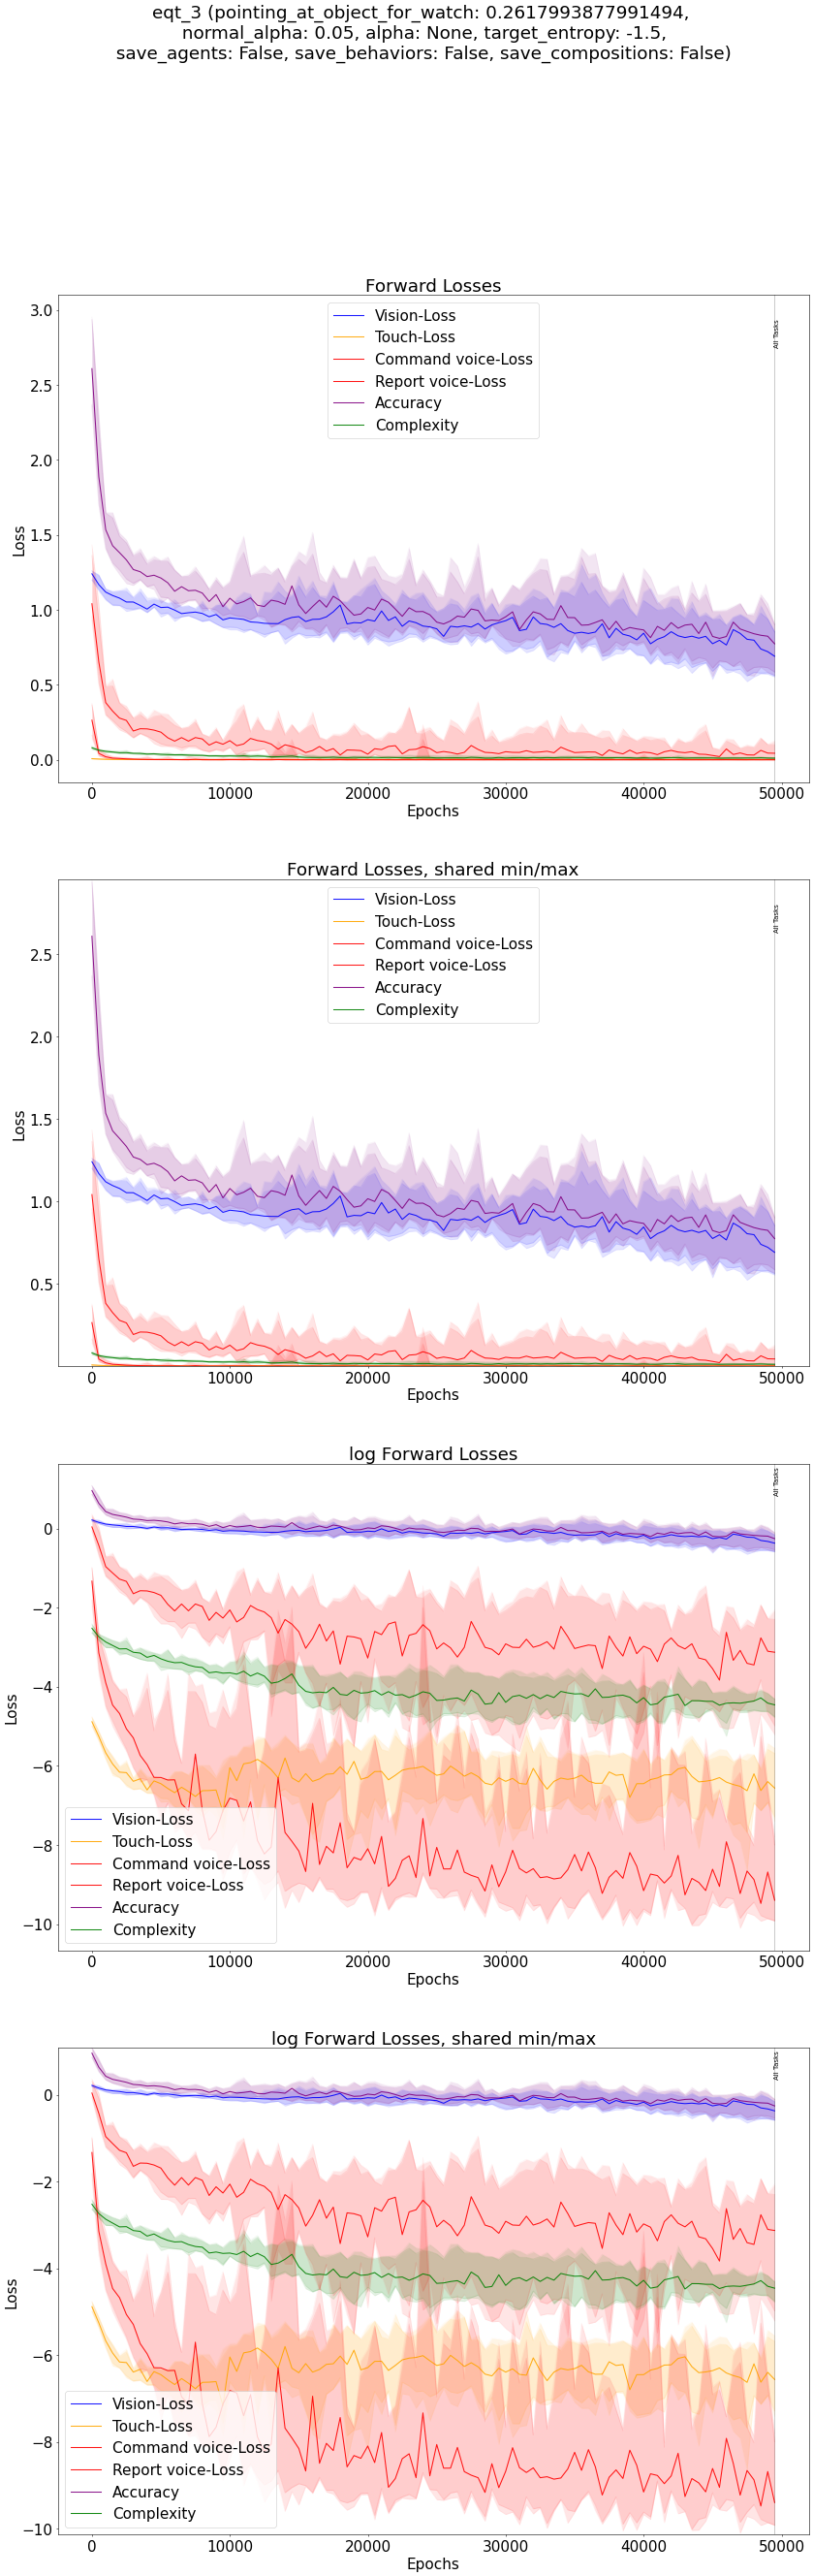 eqt_3 (pointing_at_object_for_watch: 0.2617993877991494,
normal_alpha: 0.05, alpha: None, target_entropy: -1.5,
save_agents: False, save_behaviors: False, save_compositions: False)
Forward Losses
3.0
2.5
2.0
1.5
1.0
0.5
0.0
Loss
Vision-Loss
Touch-Loss
Command voice-Loss
Report voice-Loss
Accuracy
Complexity
All Tasks
0
10000
20000
30000
40000
50000
Epochs
Forward Losses, shared min/max
2.5
2.0
1.5
1.0
0.5
Loss
Vision-Loss
Touch-Loss
Command voice-Loss
Report voice-Loss
Accuracy
Complexity
All Tasks
0
10000
20000
30000
40000
50000
Epochs
log Forward Losses
0
−2
−4
−6
−8
−10
Loss
Vision-Loss
Touch-Loss
Command voice-Loss
Report voice-Loss
Accuracy
Complexity
All Tasks
0
10000
20000
30000
40000
50000
Epochs
log Forward Losses, shared min/max
0
−2
−4
−6
−8
−10
Loss
Vision-Loss
Touch-Loss
Command voice-Loss
Report voice-Loss
Accuracy
Complexity
All Tasks
0
10000
20000
30000
40000
50000
Epochs